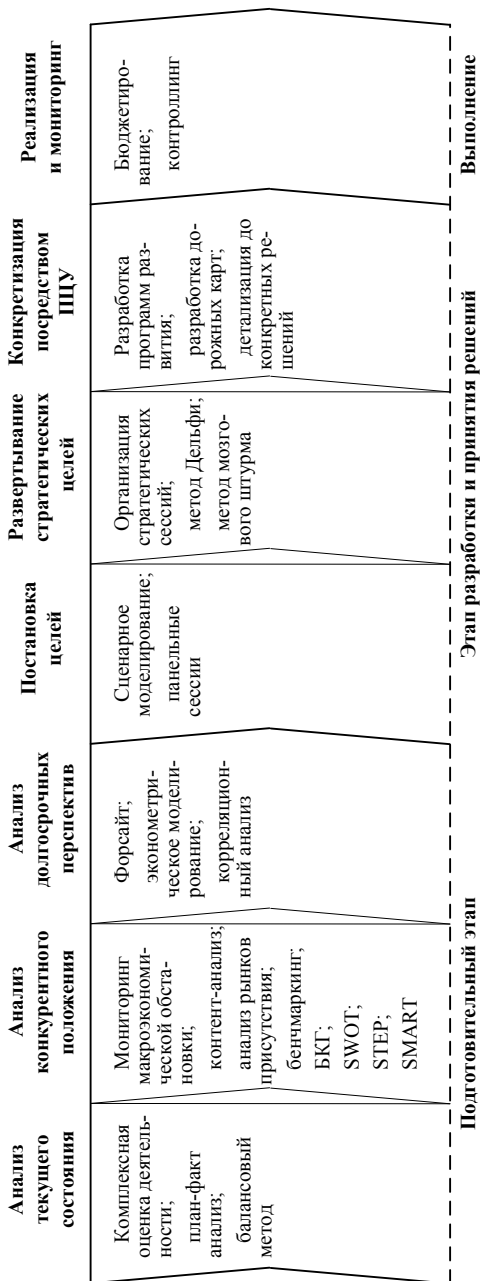 Анализ
текущего
состояния
Комплексная
оценка деятель-
ности;
план-факт
анализ;
балансовый
метод
Анализ
конкурентного
положения
Мониторинг
макроэкономи-
ческой обста-
новки;
контент-анализ;
анализ рынков
присутствия;
бенчмаркинг;
БКГ;
SWOT;
STEP;
SMART
Анализ
долгосрочных
перспектив
Форсайт;
эконометри-
ческое модели-
рование;
корреляцион-
ный анализ
Постановка
целей
Сценарное
моделирование;
панельные
сессии
Развертывание
стратегических
целей
Организация
стратегических
сессий;
метод Дельфи;
метод мозго-
вого штурма
Конкретизация
посредством
ПЦУ
Разработка
программ раз-
вития;
разработка до-
рожных карт;
детализация до
конкретных ре-
шений
Реализация
и мониторинг
Бюджетиро-
вание;
контроллинг
Подготовительный этап
Этап разработки и принятия решений
Выполнение